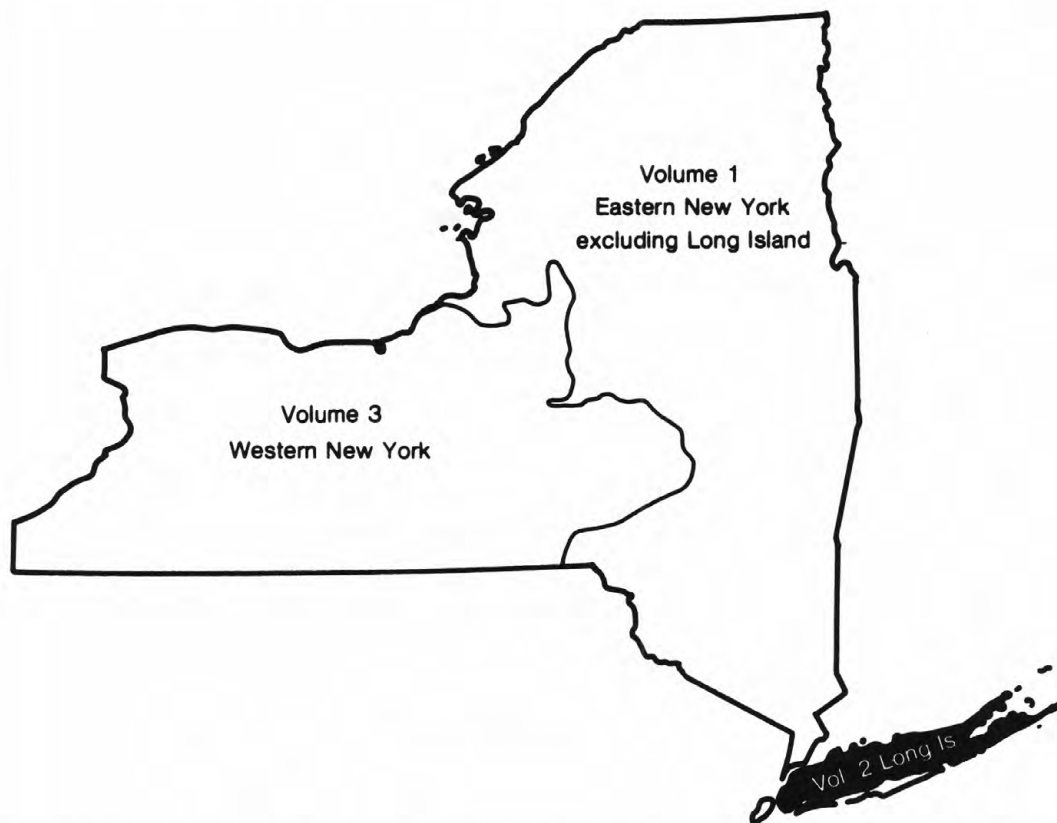 Volume 1
Eastern New York
excluding Long Island
Volume 3
Western New York
Vol 2 Long Is